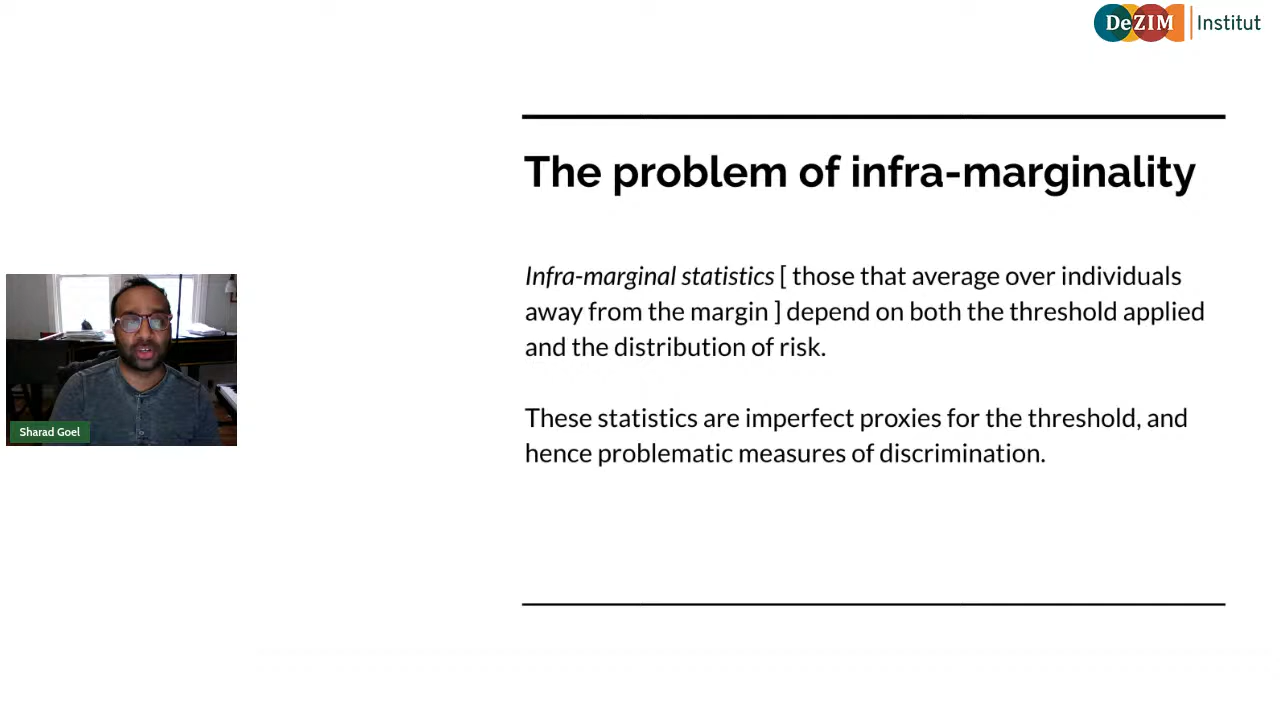 DeZIM Institut
The problem of infra-marginality
Infra-marginal statistics [ those that average over individuals
away from the margin ] depend on both the threshold applied
and the distribution of risk.
These statistics are imperfect proxies for the threshold, and
hence problematic measures of discrimination.
Sharad Goel